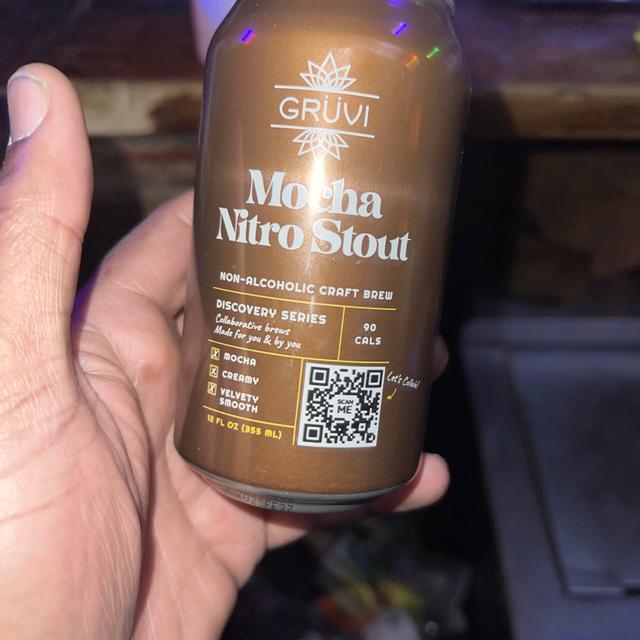 GRÜVI
Mocha
Nitro Stout
NON-ALCOHOLIC CRAFT BREW
DISCOVERY SERIES
Collaborative brews
Made for you & by you
90
CALS
MOCHA
CREAMY
VELVETY
SMOOTH
12 FL OZ (355 ML)
SCAN
ME
Let's Collab!